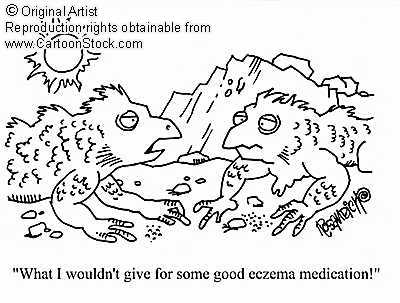 © Original Artist
Reproduction rights obtainable from
www.CartoonStock.com
"What I wouldn't give for some good eczema medication!"